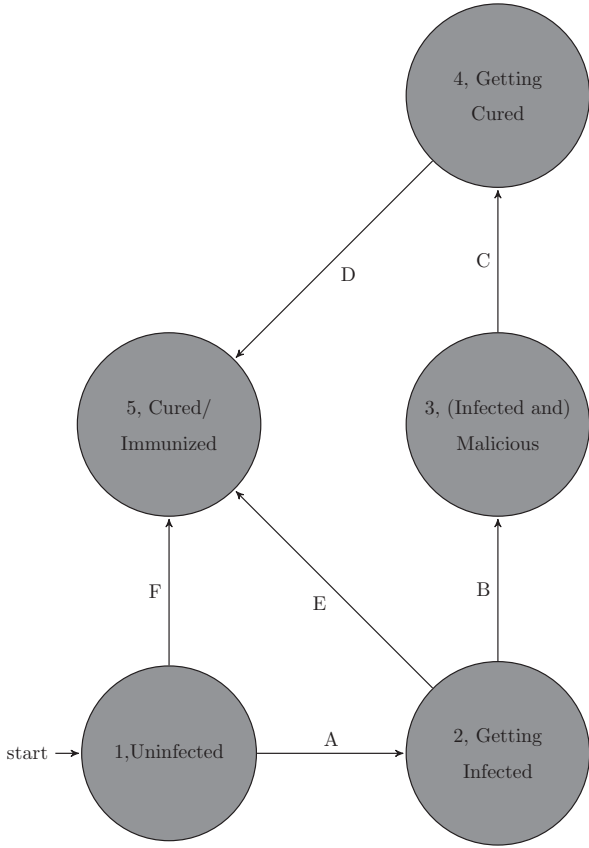 4, Getting
Cured
C
D
5, Cured/
Immunized
3, (Infected and)
Malicious
F
E
B
start
1,Uninfected
A
2, Getting
Infected